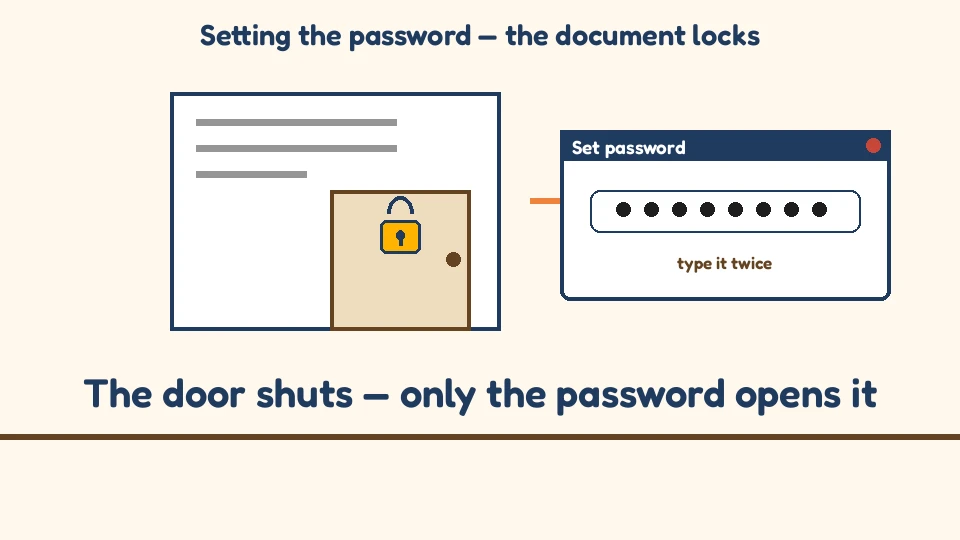 Setting the password — the document locks
Set password
type it twice
The door shuts — only the password opens it